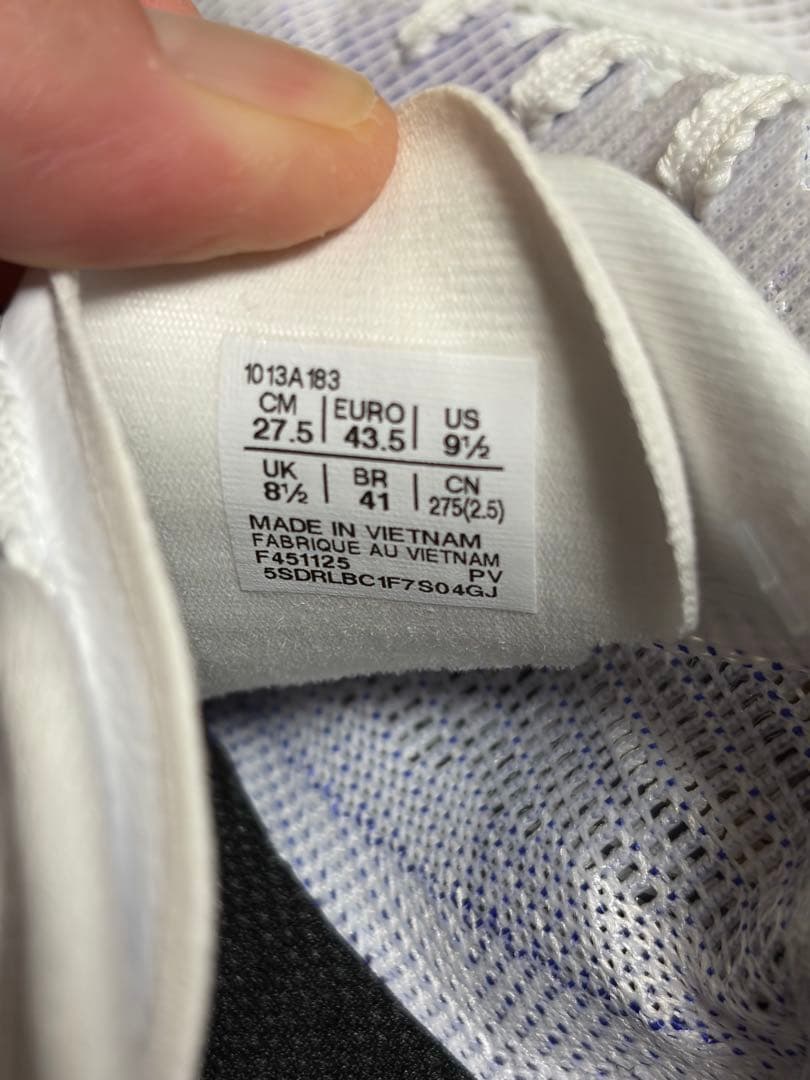 1013A183
CM | EURO | US
27.5 | 43.5 | 9½
UK | BR | CN
8½ | 41 | 275(2.5)
MADE IN VIETNAM
FABRIQUE AU VIETNAM
F451125 PV
5SDRLBC1F7S04GJ